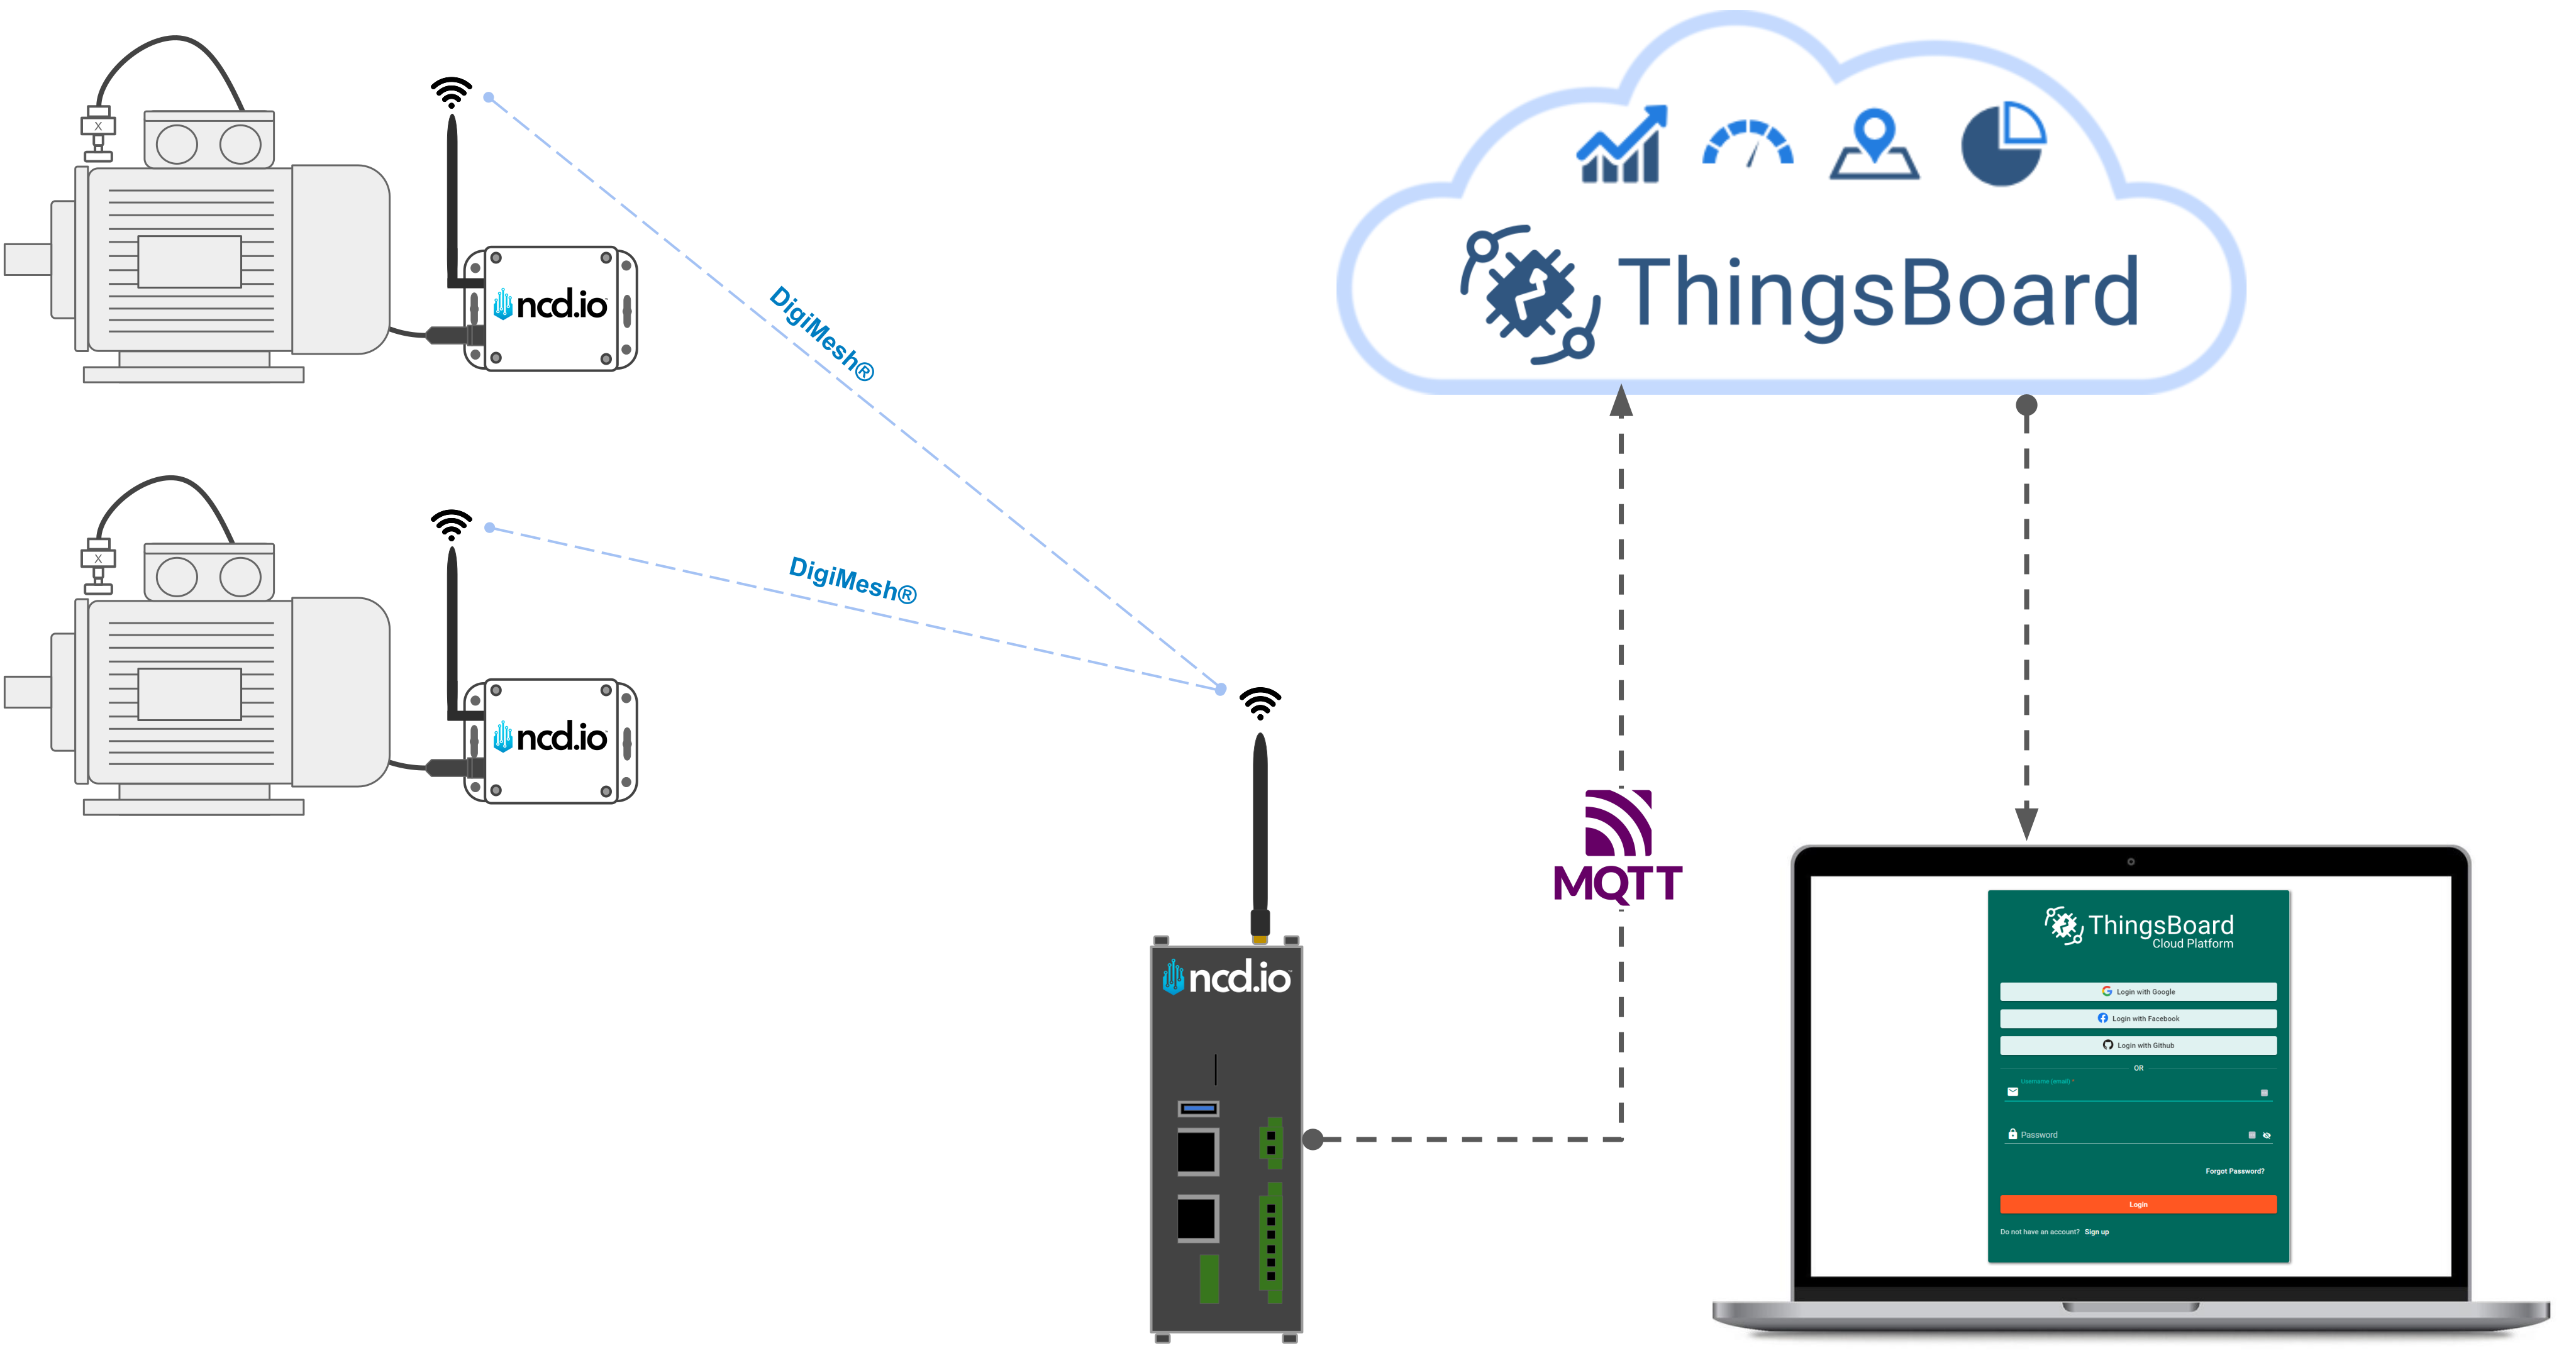 X
ncd.io
DigiMesh®
X
ncd.io
DigiMesh®
ThingsBoard
MQTT
ncd.io
ThingsBoard
Cloud Platform
Login with Google
Login with Facebook
Login with Github
OR
Username (email) *
Password
Forgot Password?
Login
Do not have an account? Sign up